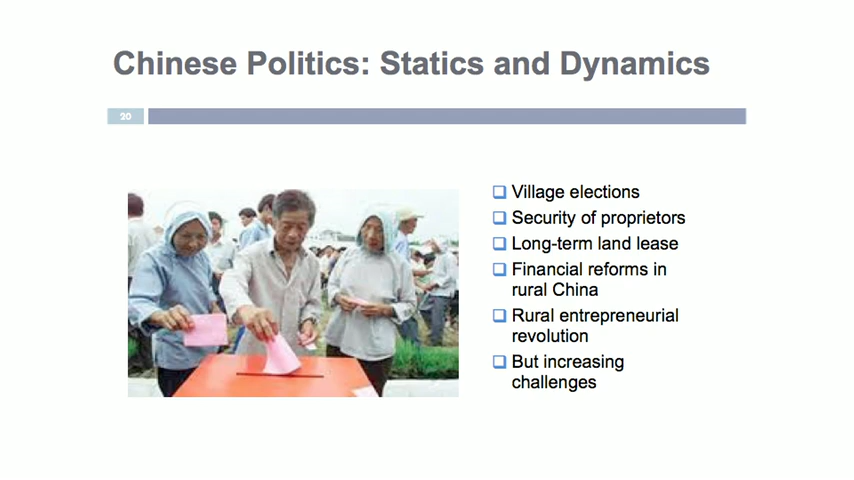 Chinese Politics: Statics and Dynamics
20
Village elections
Security of proprietors
Long-term land lease
Financial reforms in
rural China
Rural entrepreneurial
revolution
But increasing
challenges